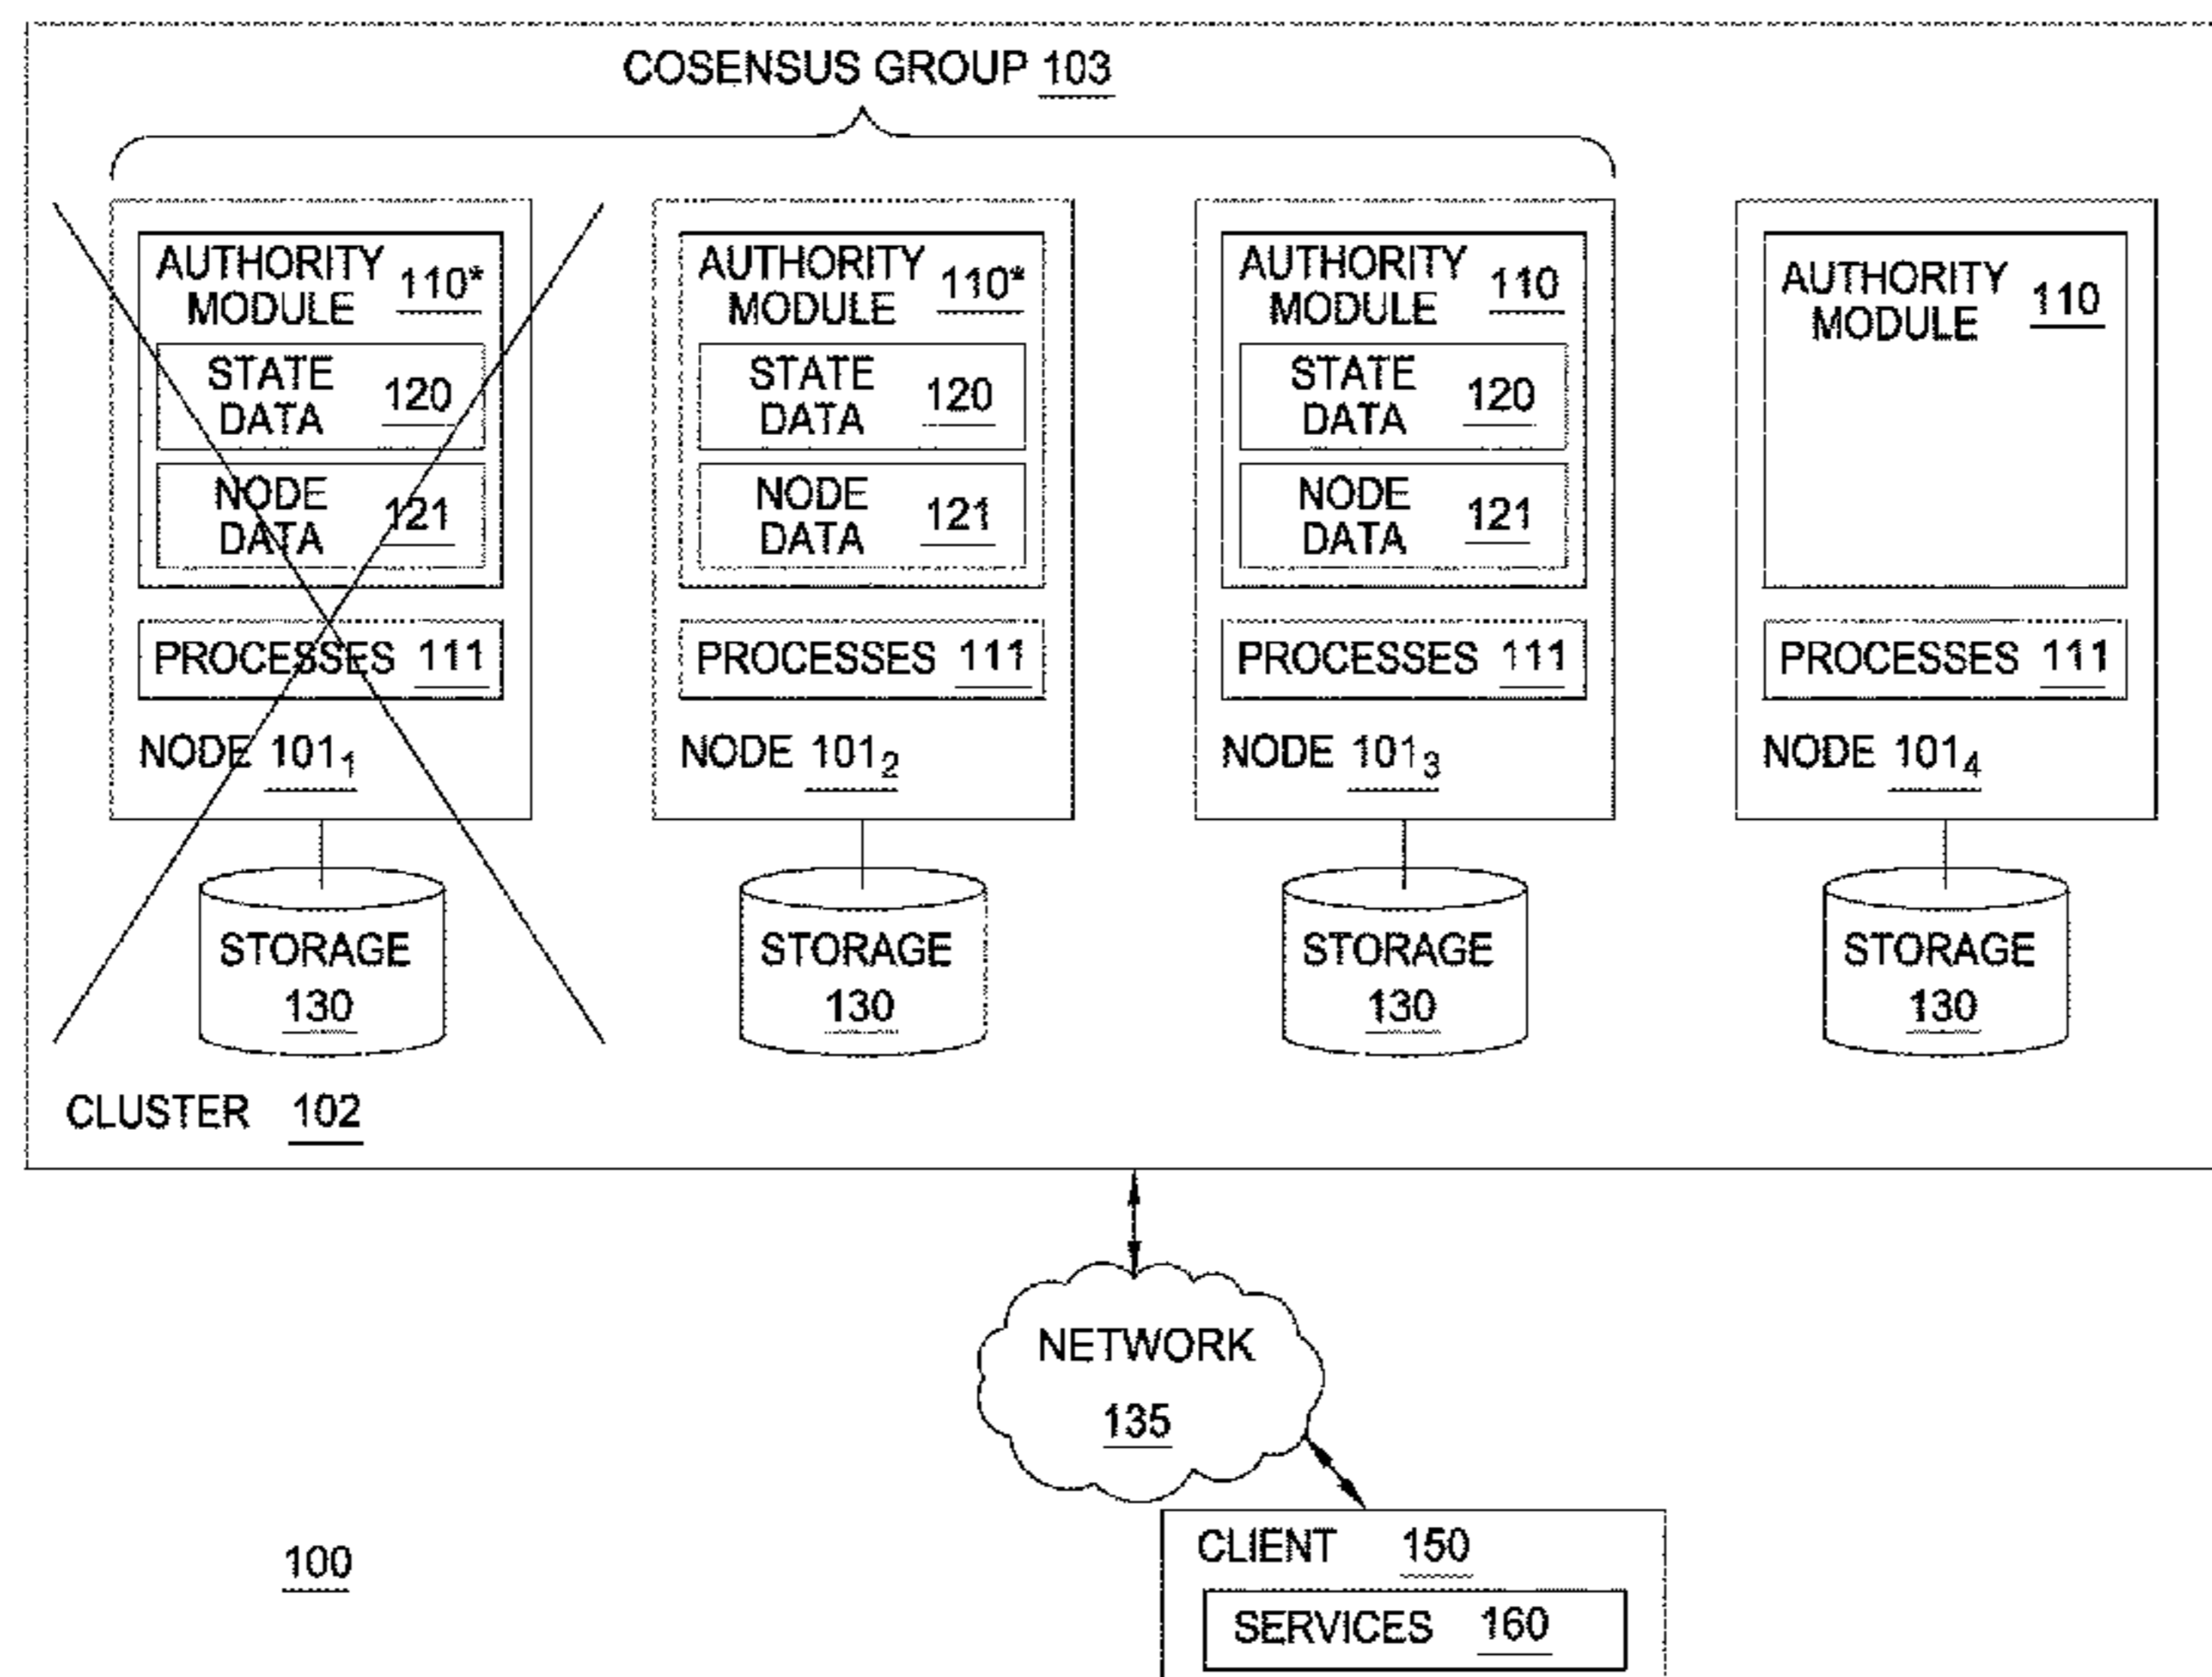 COSENSUS GROUP 103
AUTHORITY MODULE 110*
STATE DATA 120
NODE DATA 121
PROCESSES 111
NODE 101₁
STORAGE 130
AUTHORITY MODULE 110*
STATE DATA 120
NODE DATA 121
PROCESSES 111
NODE 101₂
STORAGE 130
AUTHORITY MODULE 110
STATE DATA 120
NODE DATA 121
PROCESSES 111
NODE 101₃
STORAGE 130
AUTHORITY MODULE 110
PROCESSES 111
NODE 101₄
STORAGE 130
CLUSTER 102
NETWORK
135
100
CLIENT 150
SERVICES 160